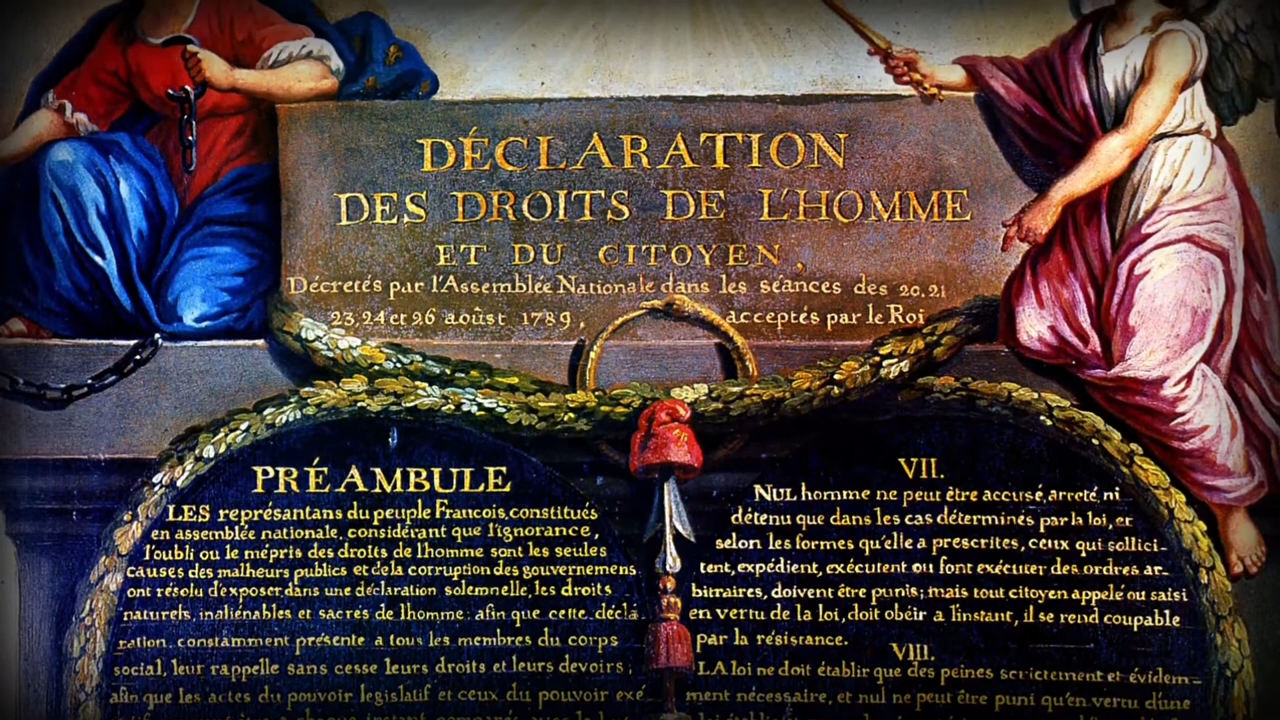 DÉCLARATION
DES DROITS DE L'HOMME
ET DU CITOYEN,
Décretés par l'Assemblée Nationale dans les séances des 20.21
23.24 et 26 aoûst 1789, acceptés par le Roi
PRÉAMBULE
LES représentans du peuple Francois, constitués
en assemblée nationale, considérant que l'ignorance,
l'oubli ou le mépris des droits de lhomme sont les seules
causes des malheurs publics et de la corruption des gouvernemens
ont résolu d'exposer dans une déclaration solemnelle, les droits
naturels, inaliénables et sacrés de lhomme: afin que cette décla-
ration, constamment présente a tous les membres du corps
social, leur rappelle sans cesse leurs droits et leurs devoirs;
afin que les actes du pouvoir legislatif et ceux du pouvoir exé-
VII.
NUL homme ne peut être accusé, arreté, ni
détenu que dans les cas déterminés par la loi, et
selon les formes qu'elle a prescrites, ceux qui sollici-
tent, expédient, exécutent ou font exécuter des ordres ar-
bitraires, doivent être punis; mais tout citoyen appelé ou saisi
en vertu de la loi, doit obéir a l'instant, il se rend coupable
par la résistance.
VIII.
LA loi ne doit établir que des peines strictement et évidem-
ment nécessaire, et nul ne peut être puni qu'en vertu d'une